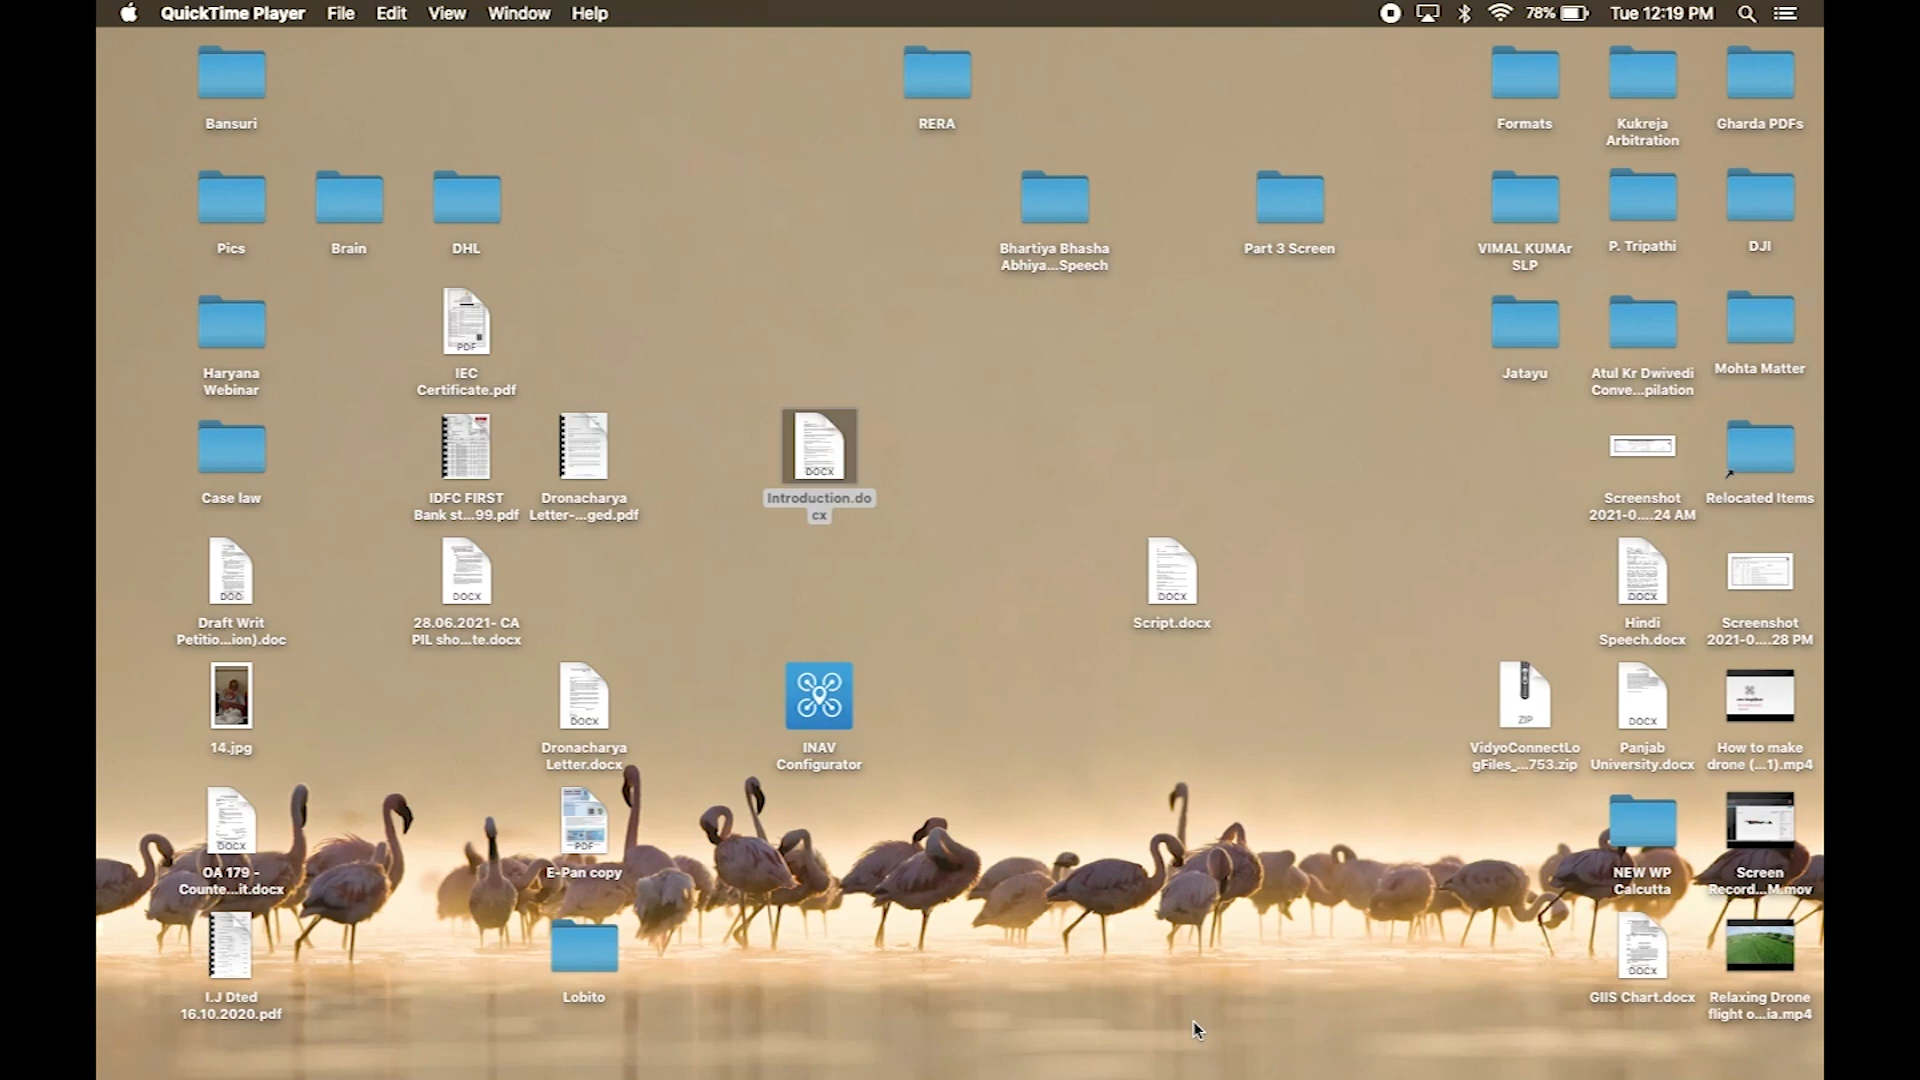 QuickTime Player File Edit View Window Help 78% Tue 12:19 PM
Bansuri
RERA
Formats
Kukreja
Arbitration
Gharda PDFs
Pics
Brain
DHL
Bhartiya Bhasha
Abhiya...Speech
Part 3 Screen
VIMAL KUMAr
SLP
P. Tripathi
DJI
Haryana
Webinar
PDF
IEC
Certificate.pdf
Jatayu
Atul Kr Dwivedi
Conve...pilation
Mohta Matter
Case law
IDFC FIRST
Bank st...99.pdf
Dronacharya
Letter-...ged.pdf
DOCX
Introduction.do
cx
Screenshot
2021-0....24 AM
Relocated Items
DOC
Draft Writ
Petitio...ion).doc
DOCX
28.06.2021- CA
PIL sho...te.docx
DOCX
Script.docx
DOCX
Hindi
Speech.docx
Screenshot
2021-0....28 PM
14.jpg
DOCX
Dronacharya
Letter.docx
INAV
Configurator
ZIP
VidyoConnectLo
gFiles_...753.zip
DOCX
Panjab
University.docx
How to make
drone (...1).mp4
DOCX
OA 179 -
Counte...it.docx
PDF
E-Pan copy
NEW WP
Calcutta
Screen
Record...M.mov
I.J Dted
16.10.2020.pdf
Lobito
DOCX
GIIS Chart.docx
Relaxing Drone
flight o...ia.mp4